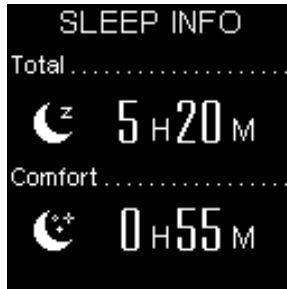 SLEEP INFO
Total....................
5 H 20 M
Comfort................
0 H 55 M